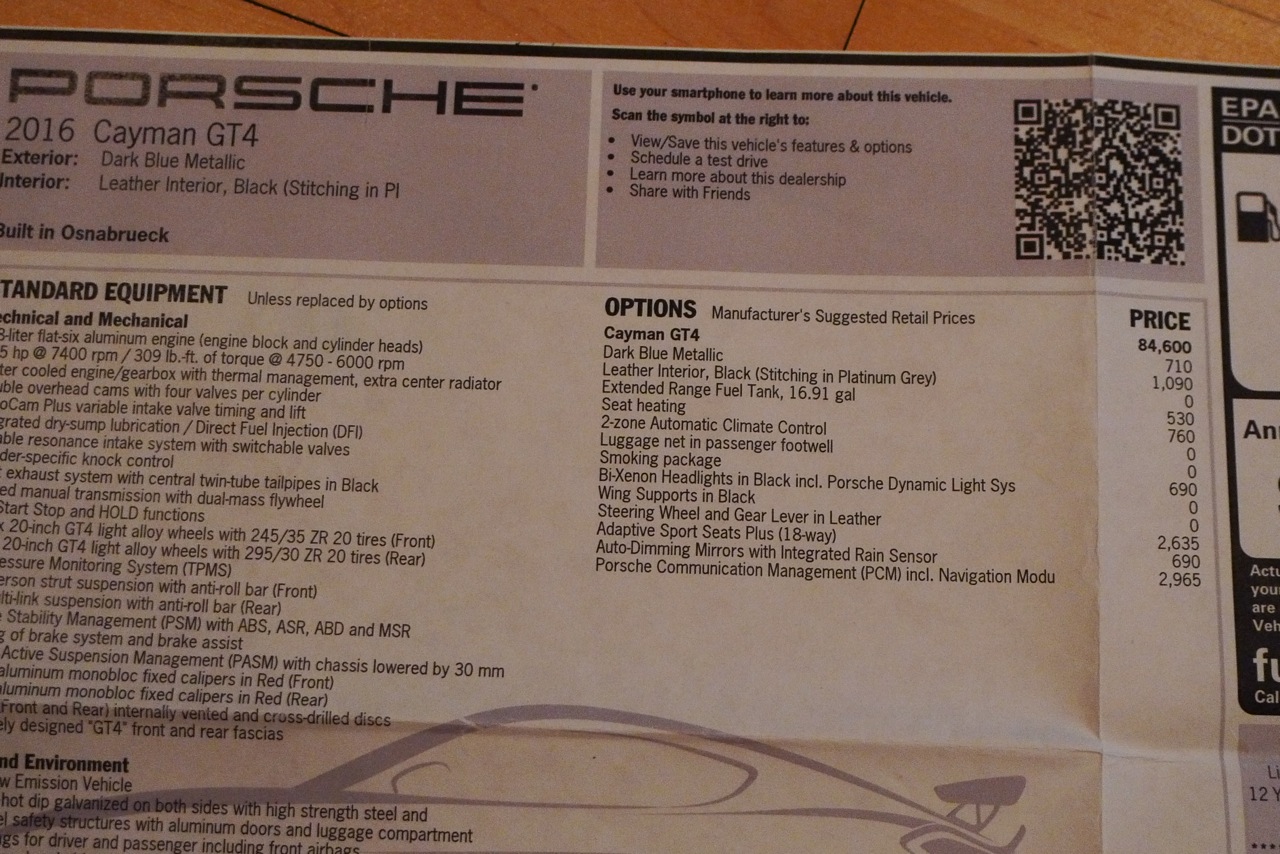 PORSCHE
2016 Cayman GT4
Exterior: Dark Blue Metallic
Interior: Leather Interior, Black (Stitching in Pl
Built in Osnabrueck
Use your smartphone to learn more about this vehicle.
Scan the symbol at the right to:
• View/Save this vehicle's features & options
• Schedule a test drive
• Learn more about this dealership
• Share with Friends
EPA
DOT
TANDARD EQUIPMENT Unless replaced by options
echnical and Mechanical
8-liter flat-six aluminum engine (engine block and cylinder heads)
5 hp @ 7400 rpm / 309 lb.-ft. of torque @ 4750 - 6000 rpm
ter cooled engine/gearbox with thermal management, extra center radiator
uble overhead cams with four valves per cylinder
oCam Plus variable intake valve timing and lift
grated dry-sump lubrication / Direct Fuel Injection (DFI)
able resonance intake system with switchable valves
der-specific knock control
t exhaust system with central twin-tube tailpipes in Black
ed manual transmission with dual-mass flywheel
Start Stop and HOLD functions
x 20-inch GT4 light alloy wheels with 245/35 ZR 20 tires (Front)
20-inch GT4 light alloy wheels with 295/30 ZR 20 tires (Rear)
essure Monitoring System (TPMS)
erson strut suspension with anti-roll bar (Front)
lti-link suspension with anti-roll bar (Rear)
e Stability Management (PSM) with ABS, ASR, ABD and MSR
g of brake system and brake assist
Active Suspension Management (PASM) with chassis lowered by 30 mm
aluminum monobloc fixed calipers in Red (Front)
aluminum monobloc fixed calipers in Red (Rear)
(Front and Rear) internally vented and cross-drilled discs
ely designed "GT4" front and rear fascias
nd Environment
w Emission Vehicle
hot dip galvanized on both sides with high strength steel and
el safety structures with aluminum doors and luggage compartment
ags for driver and passenger including front airbags
OPTIONS Manufacturer's Suggested Retail Prices PRICE
Cayman GT4 84,600
Dark Blue Metallic 710
Leather Interior, Black (Stitching in Platinum Grey) 1,090
Extended Range Fuel Tank, 16.91 gal 0
Seat heating 530
2-zone Automatic Climate Control 760
Luggage net in passenger footwell 0
Smoking package 0
Bi-Xenon Headlights in Black incl. Porsche Dynamic Light Sys 690
Wing Supports in Black 0
Steering Wheel and Gear Lever in Leather 0
Adaptive Sport Seats Plus (18-way) 2,635
Auto-Dimming Mirrors with Integrated Rain Sensor 690
Porsche Communication Management (PCM) incl. Navigation Modu 2,965
Ann
Actu
your
are
Veh
fu
Cal
Li
12 Y